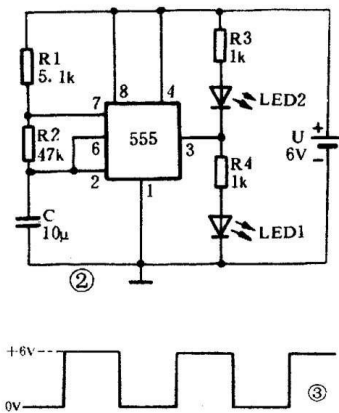 R1
5.1k
R2
47k
C
10μ
8
4
7
6
2
555
3
1
R3
1k
LED2
R4
1k
LED1
U
6V
+
−
②
+6V
0V
③